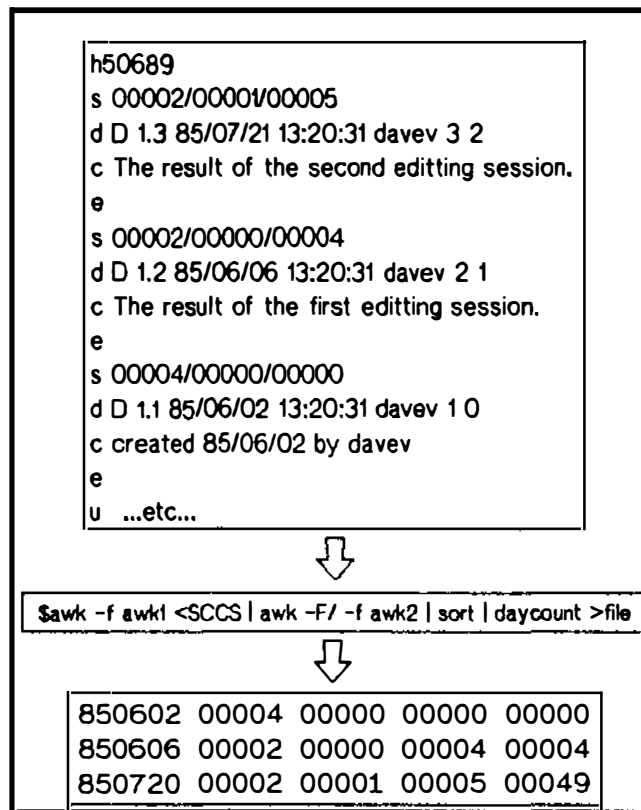 h50689
s 00002/00001/00005
d D 1.3 85/07/21 13:20:31 davev 3 2
c The result of the second editting session.
e
s 00002/00000/00004
d D 1.2 85/06/06 13:20:31 davev 2 1
c The result of the first editting session.
e
s 00004/00000/00000
d D 1.1 85/06/02 13:20:31 davev 1 0
c created 85/06/02 by davev
e
u ...etc...
$awk -f awk1 <SCCS | awk -F/ -f awk2 | sort | daycount >file
850602 00004 00000 00000 00000
850606 00002 00000 00004 00004
850720 00002 00001 00005 00049